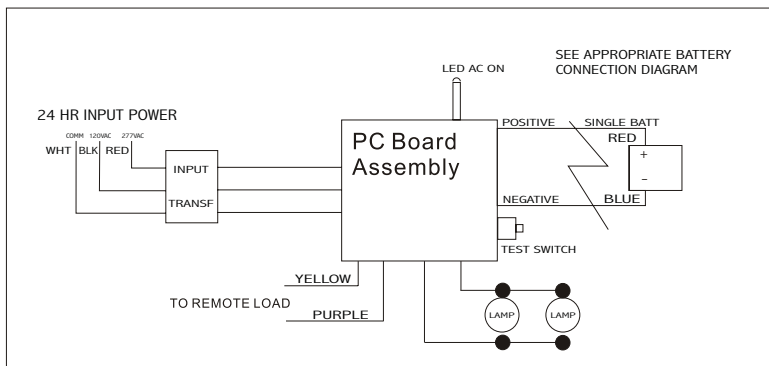 LED AC ON
SEE APPROPRIATE BATTERY
CONNECTION DIAGRAM
24 HR INPUT POWER
COMM 120VAC 277VAC
WHT BLK RED
INPUT
TRANSF
PC Board
Assembly
POSITIVE SINGLE BATT
RED
+
–
NEGATIVE BLUE
TEST SWITCH
YELLOW
TO REMOTE LOAD
PURPLE
LAMP LAMP